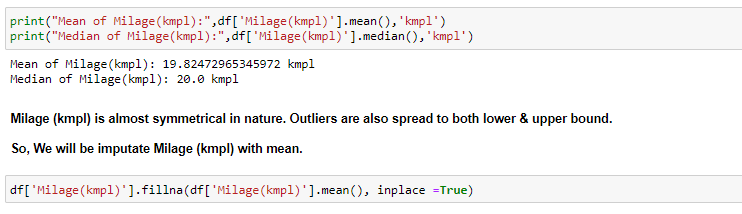 print("Mean of Milage(kmpl):",df['Milage(kmpl)'].mean(),'kmpl')
print("Median of Milage(kmpl):",df['Milage(kmpl)'].median(),'kmpl')
Mean of Milage(kmpl): 19.82472965345972 kmpl
Median of Milage(kmpl): 20.0 kmpl
Milage (kmpl) is almost symmetrical in nature. Outliers are also spread to both lower & upper bound.
So, We will be imputate Milage (kmpl) with mean.
df['Milage(kmpl)'].fillna(df['Milage(kmpl)'].mean(), inplace =True)